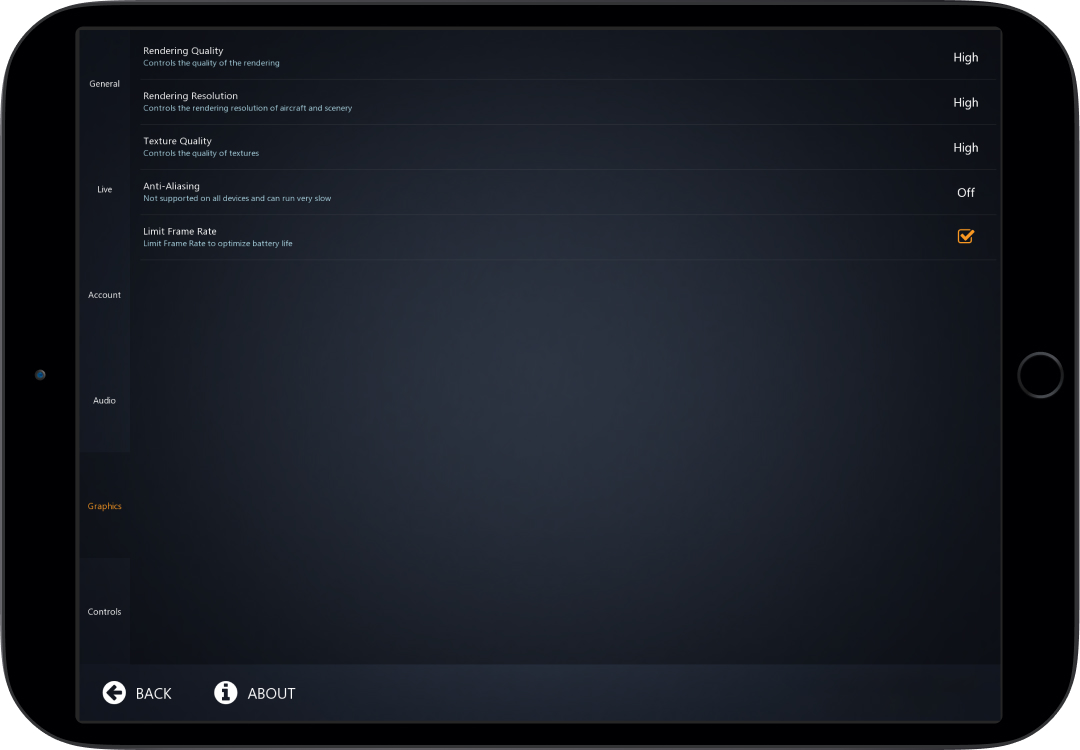 General
Live
Account
Audio
Graphics
Controls
Rendering Quality
Controls the quality of the rendering
High
Rendering Resolution
Controls the rendering resolution of aircraft and scenery
High
Texture Quality
Controls the quality of textures
High
Anti-Aliasing
Not supported on all devices and can run very slow
Off
Limit Frame Rate
Limit Frame Rate to optimize battery life
BACK
ABOUT